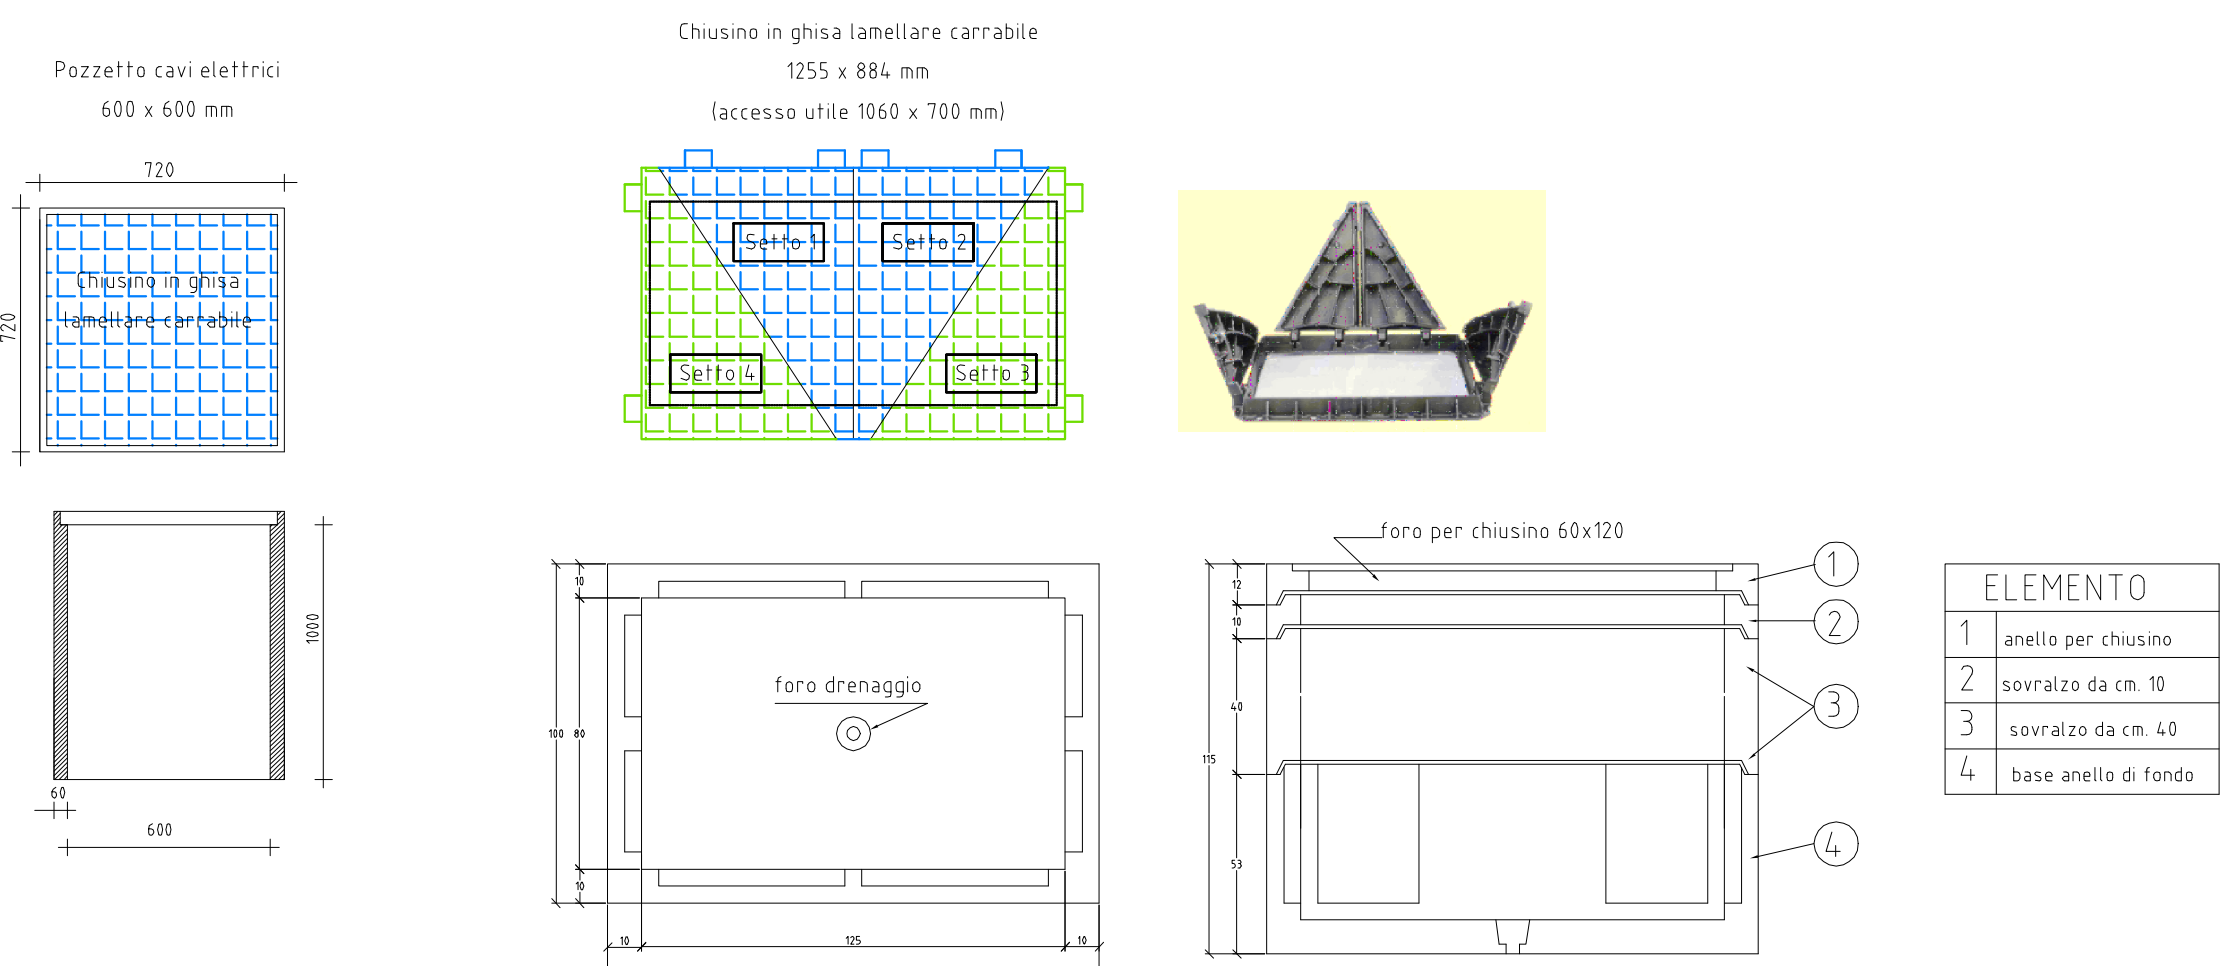 Pozzetto cavi elettrici
600 x 600 mm
720
720
Chiusino in ghisa
lamellare carrabile
1000
60
600
Chiusino in ghisa lamellare carrabile
1255 x 884 mm
(accesso utile 1060 x 700 mm)
Setto 1
Setto 2
Setto 4
Setto 3
10
100
80
foro drenaggio
10
10
125
10
foro per chiusino 60x120
12
10
40
115
53
1
2
3
4
ELEMENTO
1 anello per chiusino
2 sovralzo da cm. 10
3 sovralzo da cm. 40
4 base anello di fondo